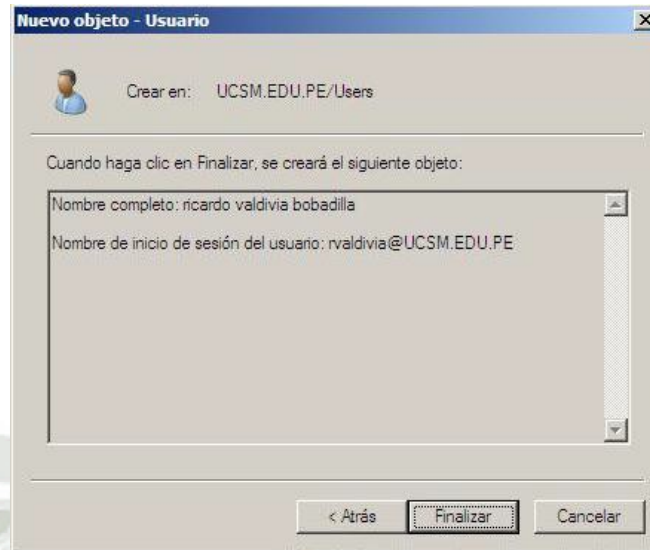 Nuevo objeto - Usuario
Crear en: UCSM.EDU.PE/Users
Cuando haga clic en Finalizar, se creará el siguiente objeto:
Nombre completo: ricardo valdivia bobadilla
Nombre de inicio de sesión del usuario: rvaldivia@UCSM.EDU.PE
< Atrás Finalizar Cancelar